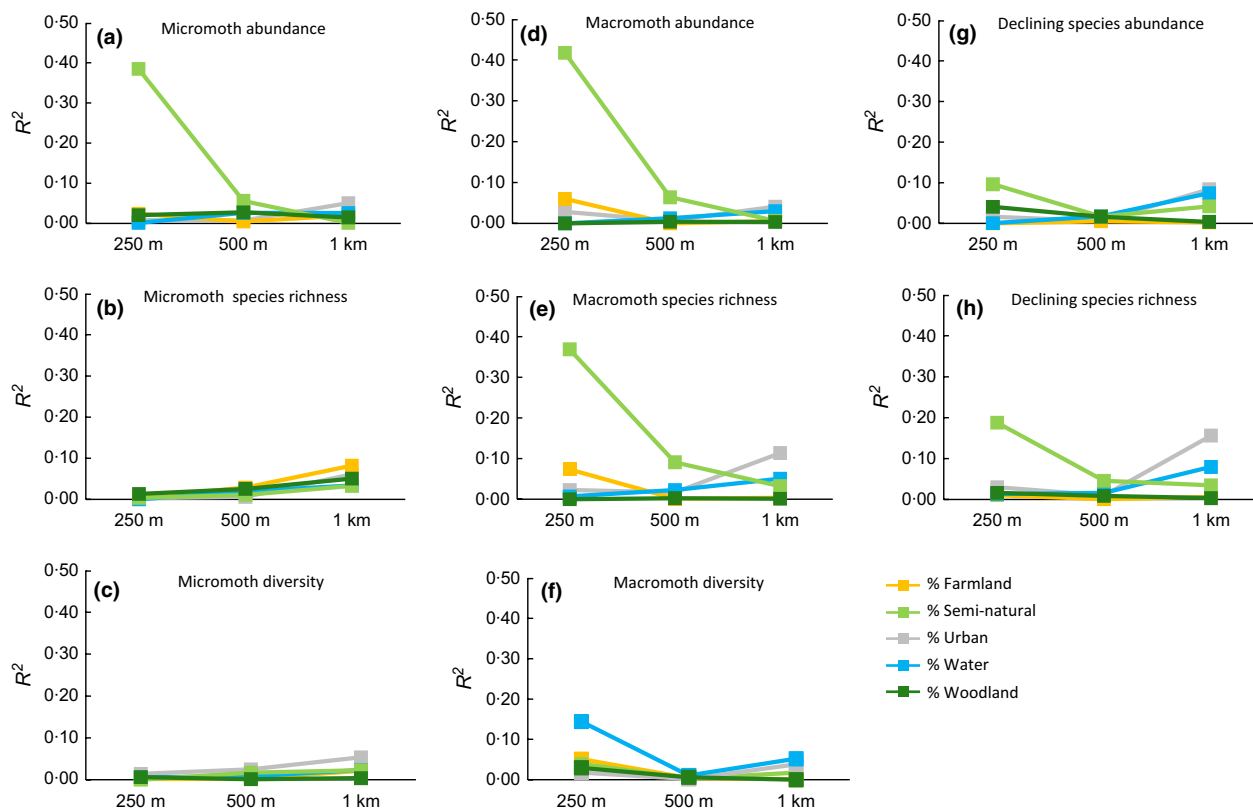 (a) Micromoth abundance
R²
0·50
0·40
0·30
0·20
0·10
0·00
250 m 500 m 1 km
(d) Macromoth abundance
R²
0·50
0·40
0·30
0·20
0·10
0·00
250 m 500 m 1 km
(g) Declining species abundance
R²
0·50
0·40
0·30
0·20
0·10
0·00
250 m 500 m 1 km
(b) Micromoth species richness
R²
0·50
0·40
0·30
0·20
0·10
0·00
250 m 500 m 1 km
(e) Macromoth species richness
R²
0·50
0·40
0·30
0·20
0·10
0·00
250 m 500 m 1 km
(h) Declining species richness
R²
0·50
0·40
0·30
0·20
0·10
0·00
250 m 500 m 1 km
(c) Micromoth diversity
R²
0·50
0·40
0·30
0·20
0·10
0·00
250 m 500 m 1 km
(f) Macromoth diversity
R²
0·50
0·40
0·30
0·20
0·10
0·00
250 m 500 m 1 km
% Farmland
% Semi-natural
% Urban
% Water
% Woodland